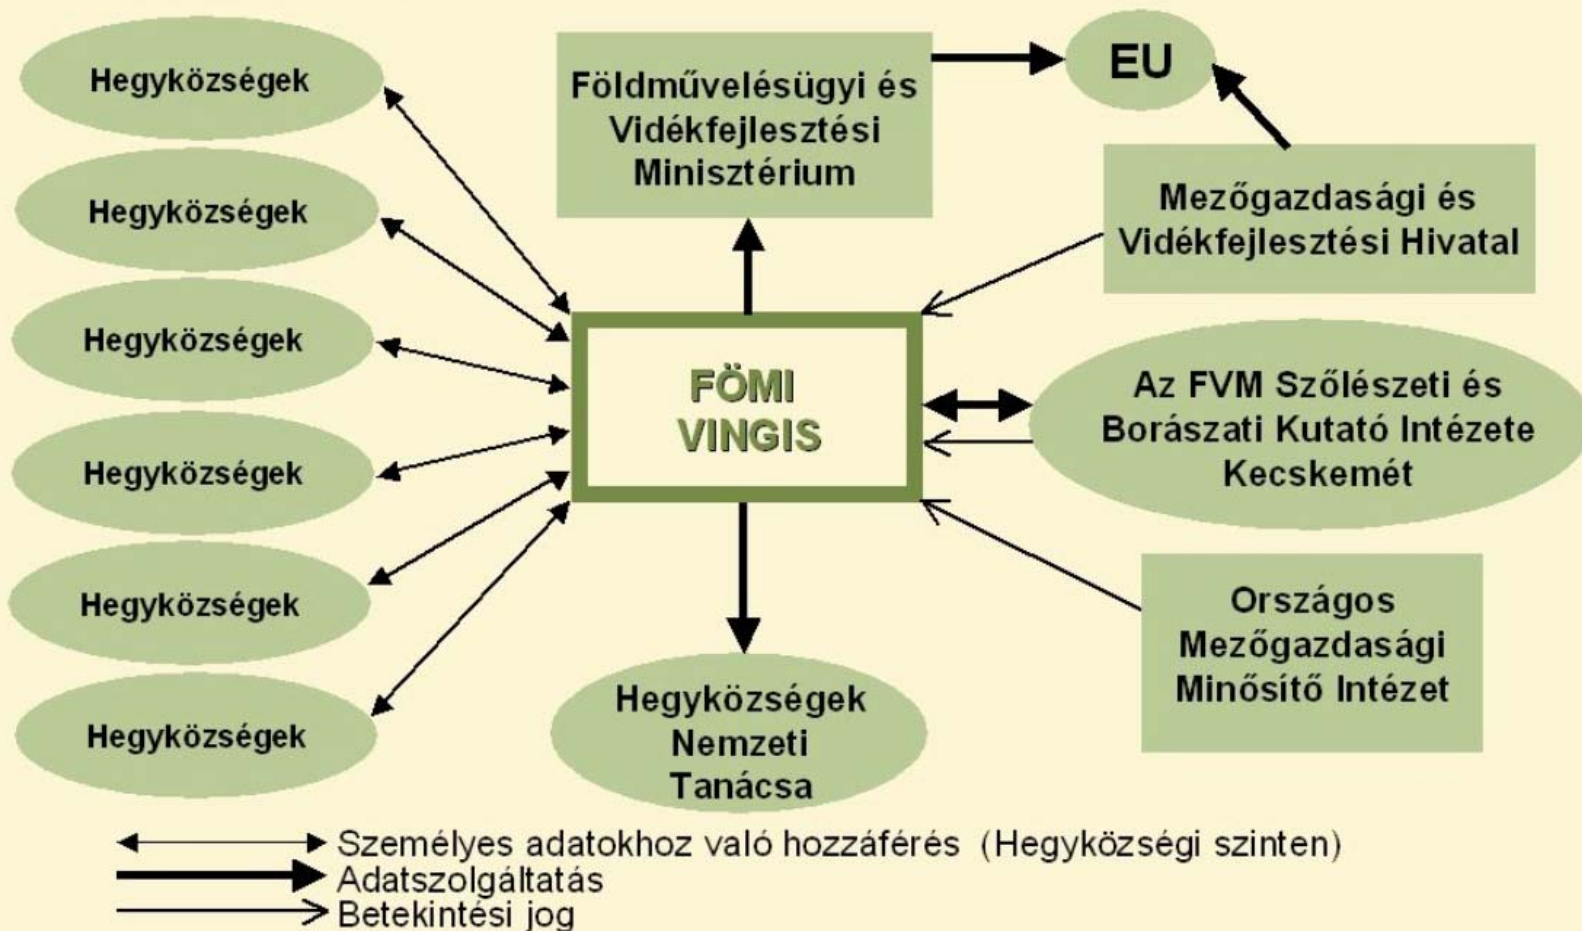 Hegyközségek
Hegyközségek
Hegyközségek
Hegyközségek
Hegyközségek
Hegyközségek
Földművelésügyi és
Vidékfejlesztési
Minisztérium
EU
Mezőgazdasági és
Vidékfejlesztési Hivatal
FÖMI
VINGIS
Az FVM Szőlészeti és
Borászati Kutató Intézete
Kecskemét
Országos
Mezőgazdasági
Minősítő Intézet
Hegyközségek
Nemzeti
Tanácsa
Személyes adatokhoz való hozzáférés (Hegyközségi szinten)
Adatszolgáltatás
Betekintési jog